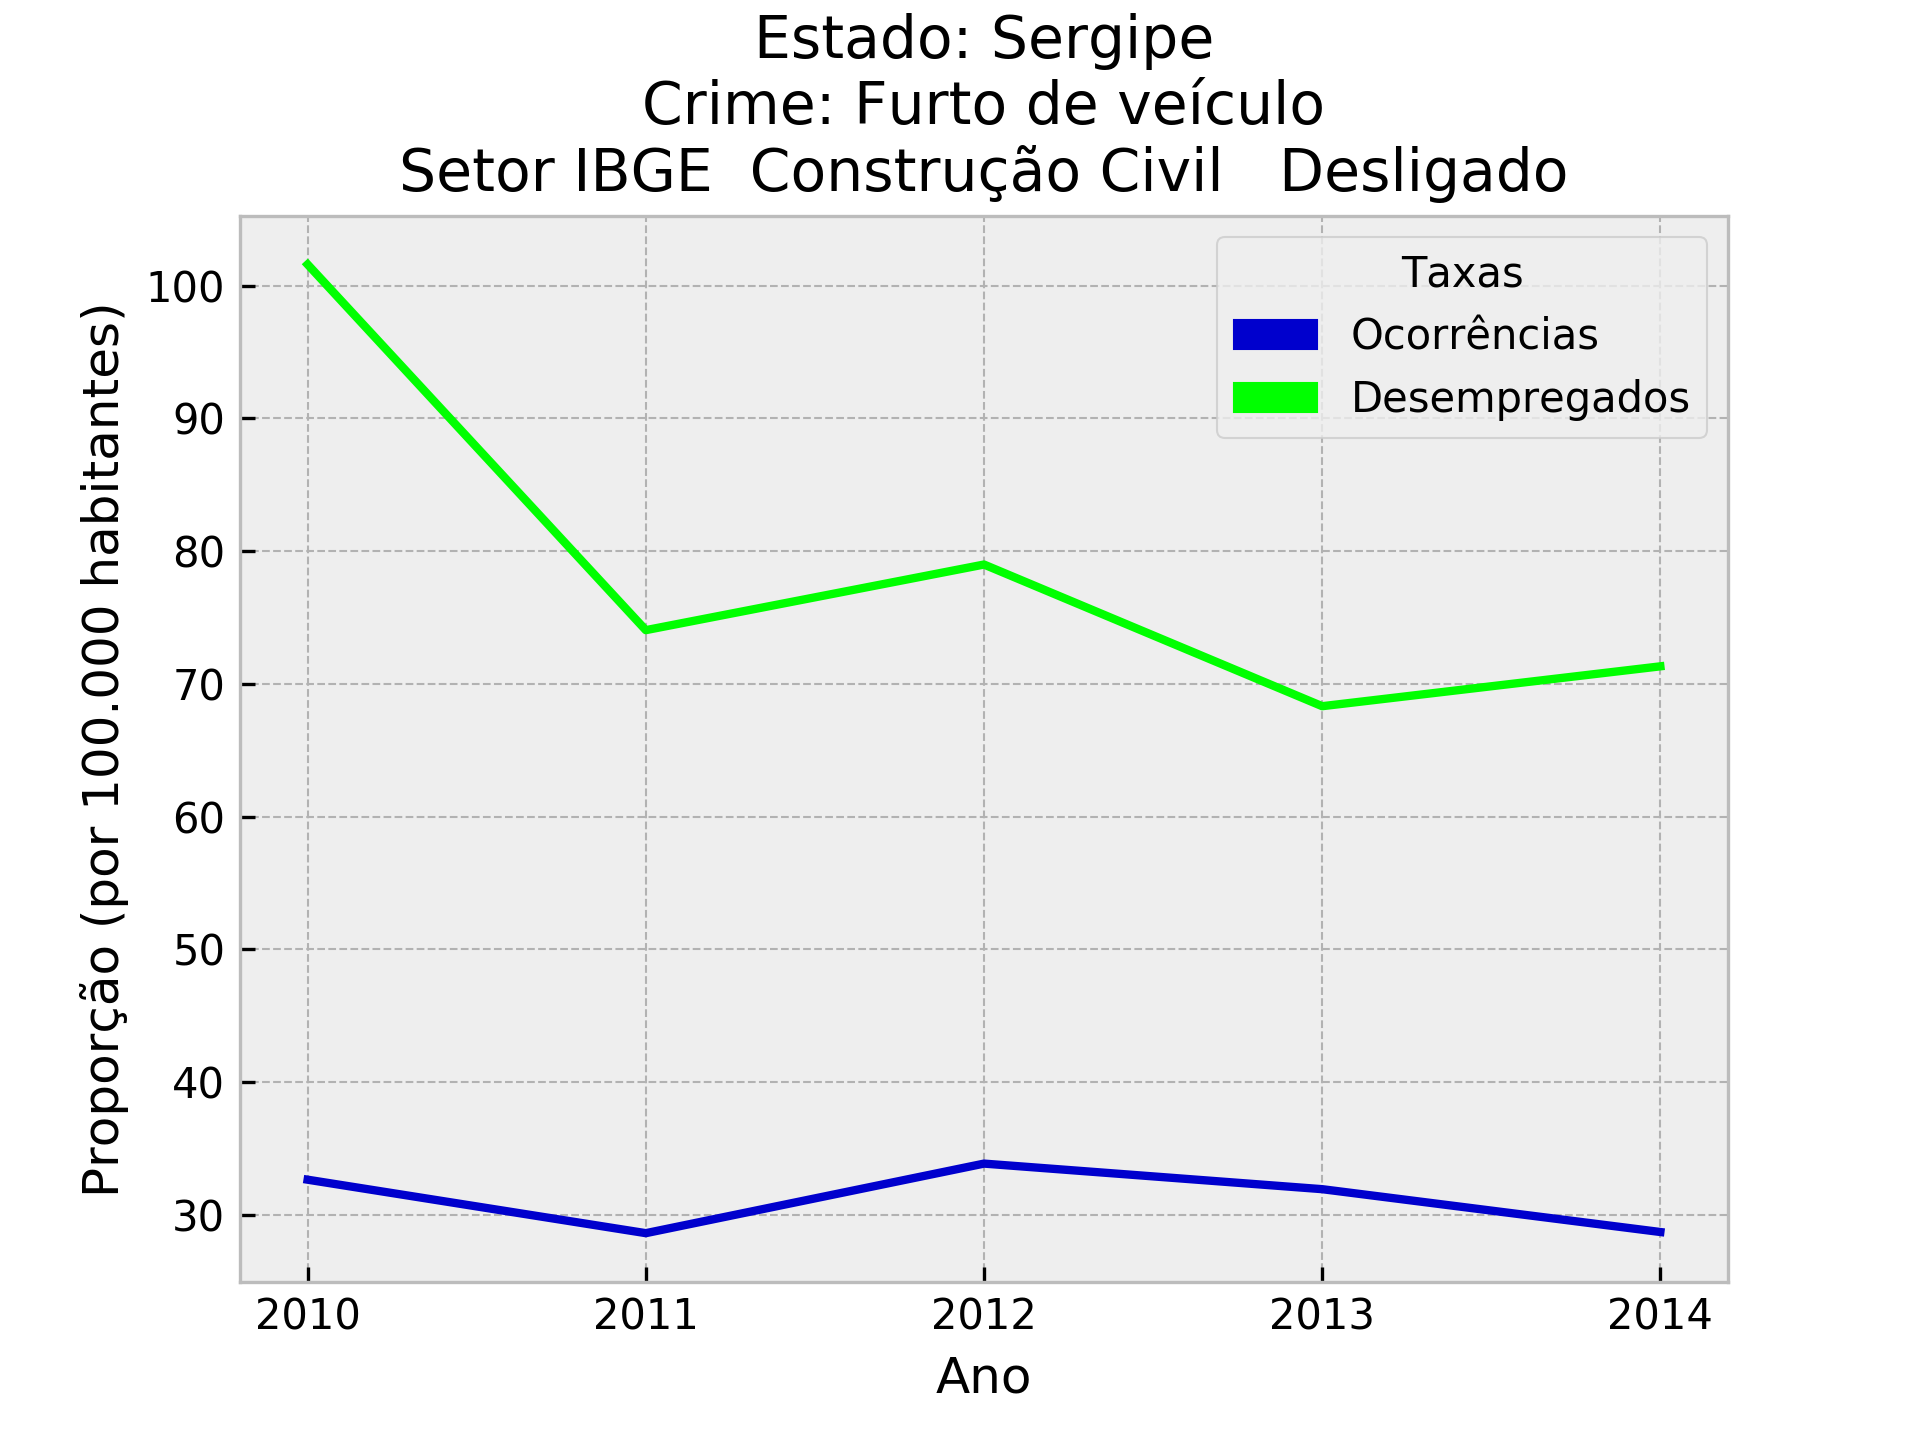 Estado: Sergipe
Crime: Furto de veículo
Setor IBGE  Construção Civil   Desligado
Proporção (por 100.000 habitantes)
100
90
80
70
60
50
40
30
Taxas
Ocorrências
Desempregados
2010
2011
2012
2013
2014
Ano